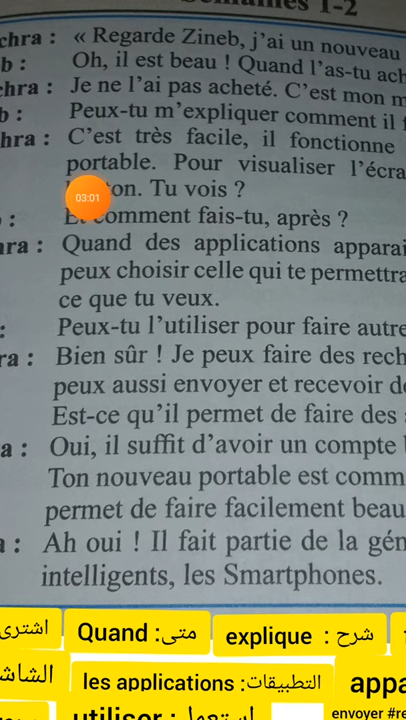 Semaines 1-2
chra : « Regarde Zineb, j'ai un nouveau
b : Oh, il est beau ! Quand l'as-tu ach
chra : Je ne l'ai pas acheté. C'est mon m
b : Peux-tu m'expliquer comment il f
hra : C'est très facile, il fonctionne
portable. Pour visualiser l'écra
ton. Tu vois ?
: Et comment fais-tu, après ?
ra : Quand des applications apparai
peux choisir celle qui te permettra
ce que tu veux.
: Peux-tu l'utiliser pour faire autre
ra : Bien sûr ! Je peux faire des rech
peux aussi envoyer et recevoir de
Est-ce qu'il permet de faire des
a : Oui, il suffit d'avoir un compte
Ton nouveau portable est comm
permet de faire facilement beau
a : Ah oui ! Il fait partie de la gén
intelligents, les Smartphones.
03:01
اشترى
Quand :متى
explique : شرح
الشاش
les applications :التطبيقات
appa
utiliser : استعمل
envoyer #re